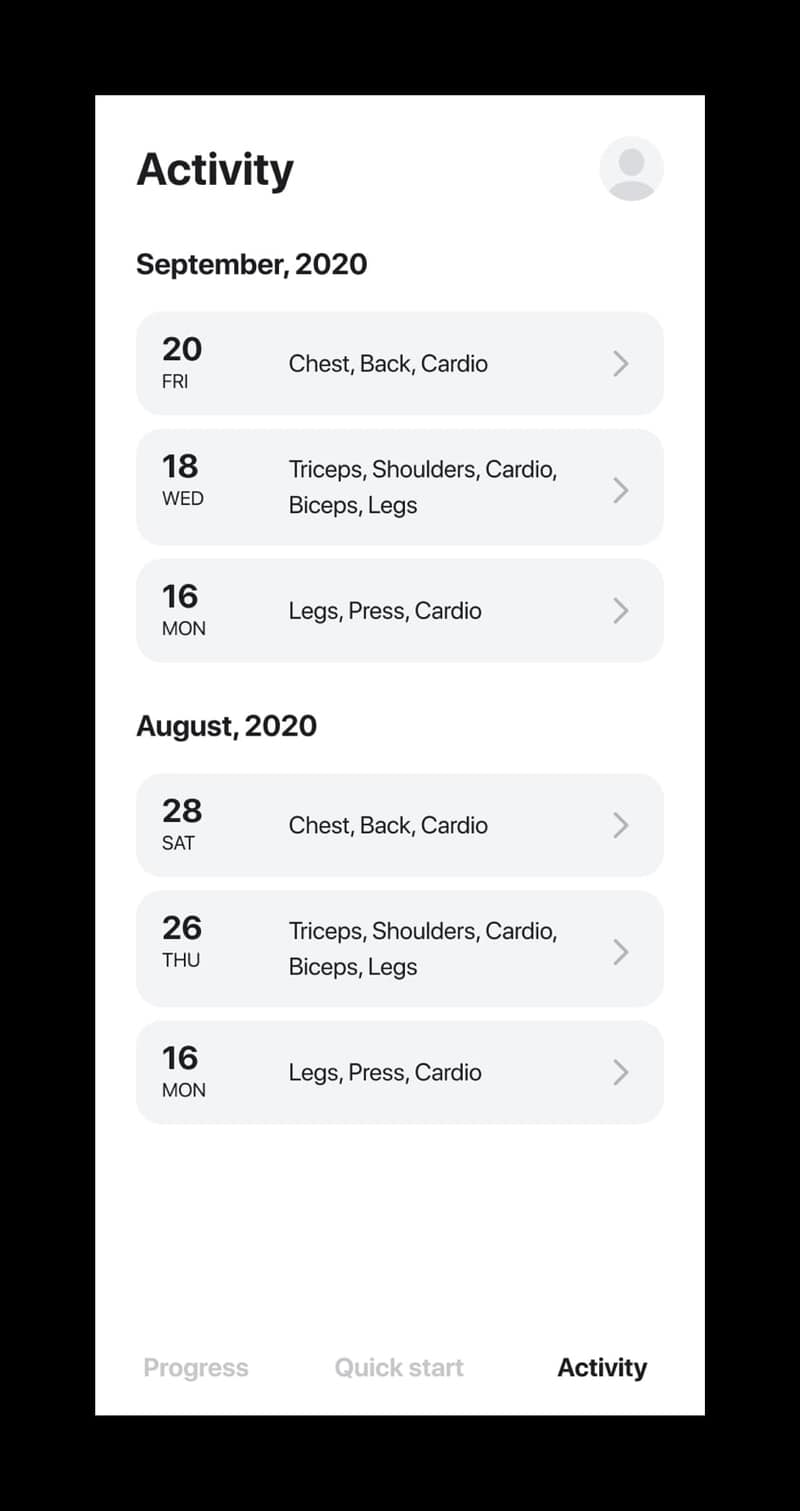 Activity
September, 2020
20
FRI
Chest, Back, Cardio
18
WED
Triceps, Shoulders, Cardio,
Biceps, Legs
16
MON
Legs, Press, Cardio
August, 2020
28
SAT
Chest, Back, Cardio
26
THU
Triceps, Shoulders, Cardio,
Biceps, Legs
16
MON
Legs, Press, Cardio
Progress Quick start Activity